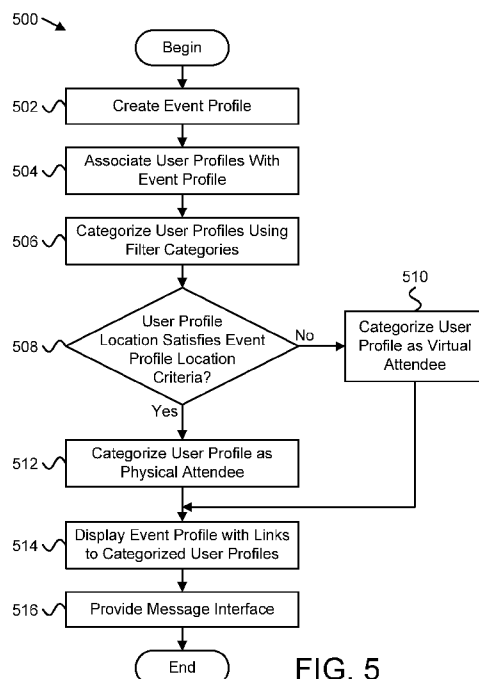 500
Begin
502
Create Event Profile
504
Associate User Profiles With
Event Profile
506
Categorize User Profiles Using
Filter Categories
508
User Profile
Location Satisfies Event
Profile Location
Criteria?
No
510
Categorize User
Profile as Virtual
Attendee
Yes
512
Categorize User Profile as
Physical Attendee
514
Display Event Profile with Links
to Categorized User Profiles
516
Provide Message Interface
End
FIG. 5